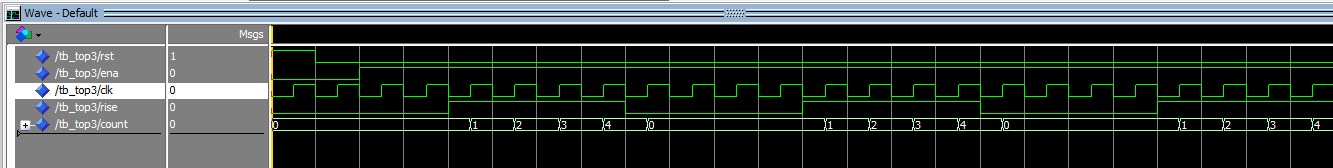 Wave - Default
Msgs
/tb_top3/rst 1
/tb_top3/ena 0
/tb_top3/clk 0
/tb_top3/rise 0
/tb_top3/count 0 0 1 2 3 4 0 1 2 3 4 0 1 2 3 4